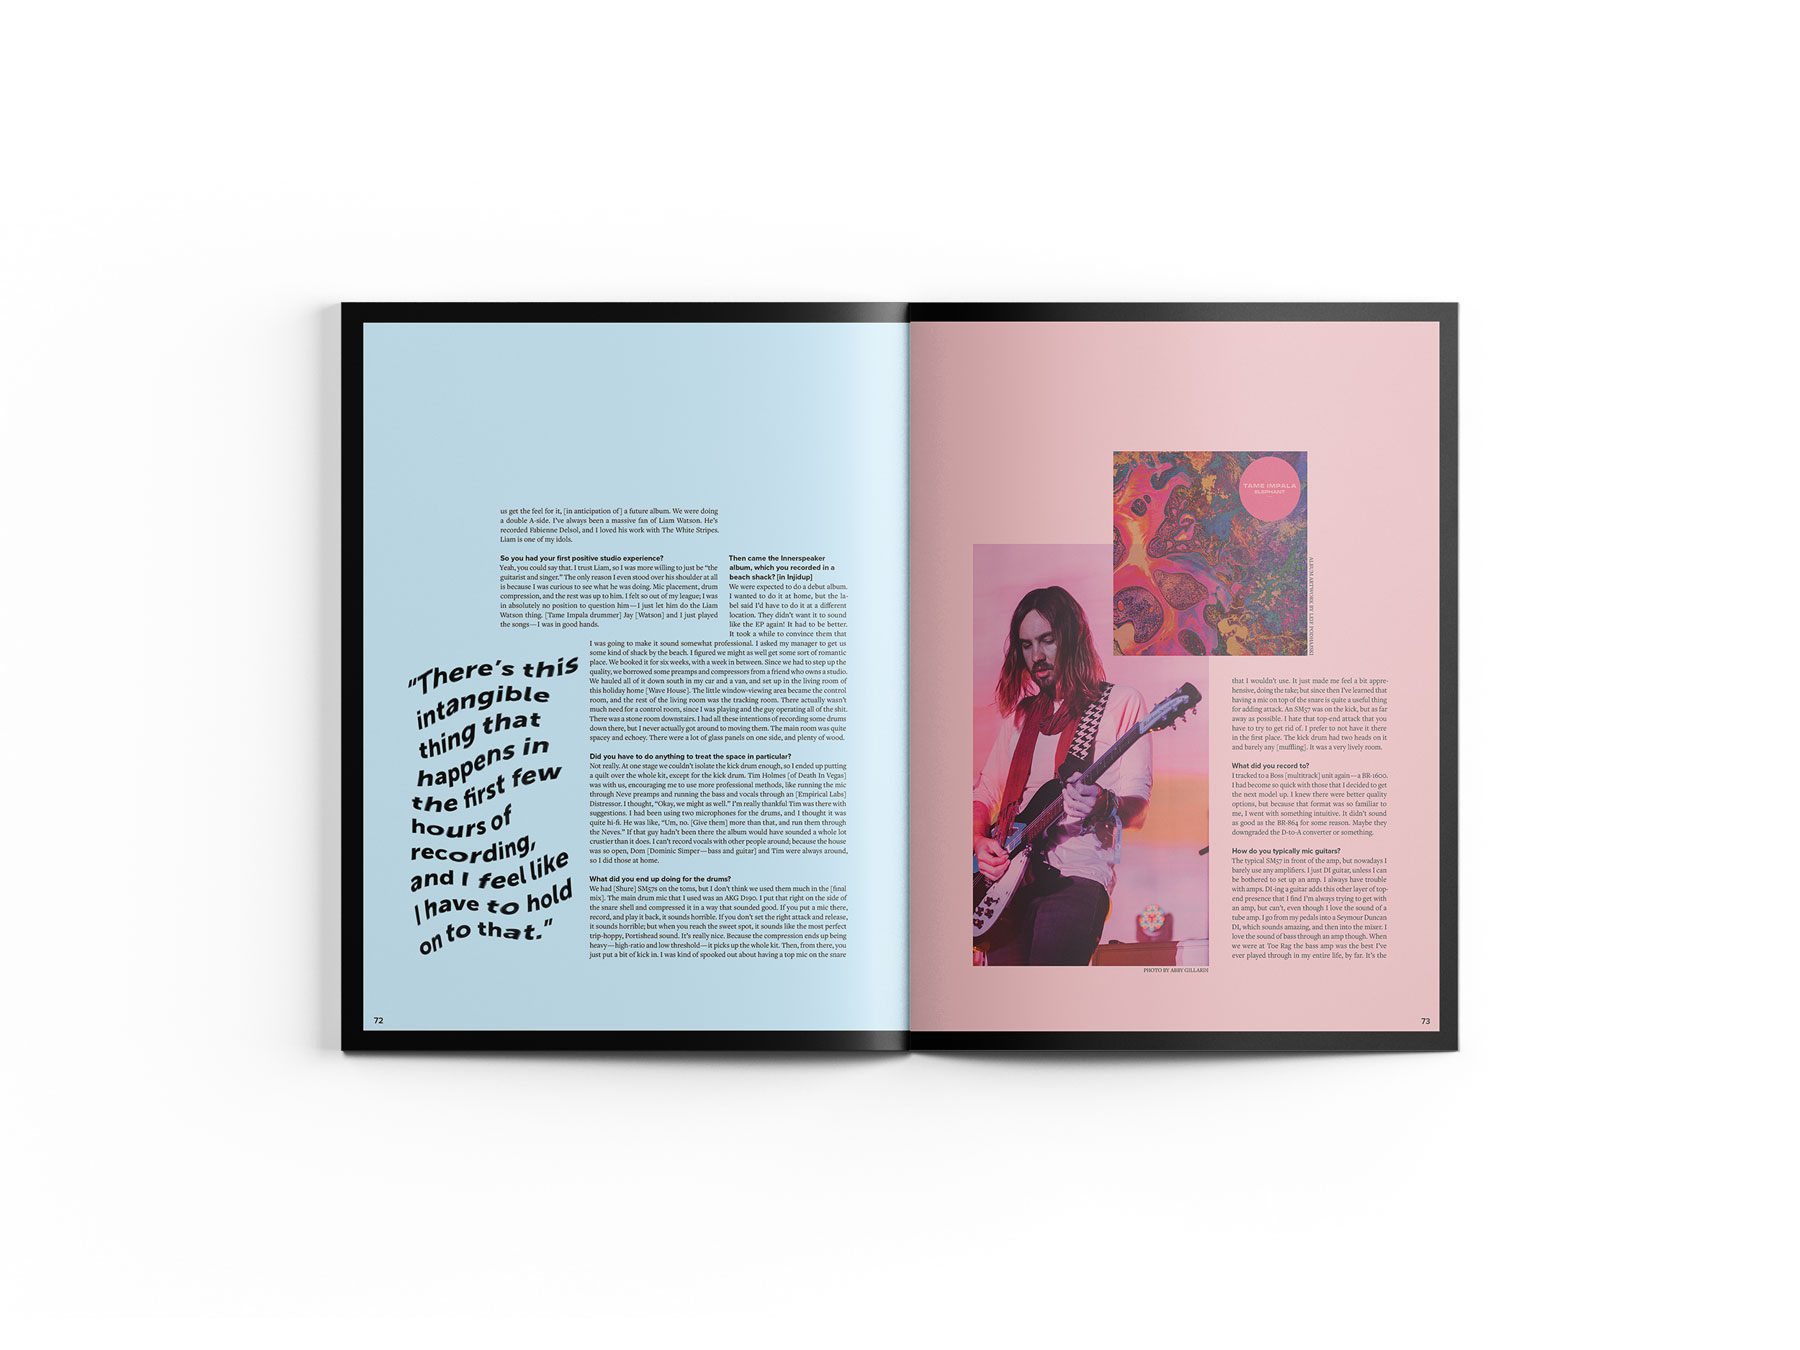 us get the feel for it, [in anticipation of] a future album. We were doing
a double A-side. I've always been a massive fan of Liam Watson. He's
recorded Fabienne Delsol, and I loved his work with The White Stripes.
Liam is one of my idols.
So you had your first positive studio experience?
Yeah, you could say that. I trust Liam, so I was more willing to just be "the
guitarist and singer." The only reason I even stood over his shoulder at all
is because I was curious to see what he was doing. Mic placement, drum
compression, and the rest was up to him. I felt so out of my league; I was
in absolutely no position to question him—I just let him do the Liam
Watson thing. [Tame Impala drummer] Jay [Watson] and I just played
the songs—I was in good hands.
Then came the Innerspeaker
album, which you recorded in a
beach shack? [in Injidup]
We were expected to do a debut album.
I wanted to do it at home, but the la-
bel said I'd have to do it at a different
location. They didn't want it to sound
like the EP again! It had to be better.
It took a while to convince them that
I was going to make it sound somewhat professional. I asked my manager to get us
some kind of shack by the beach. I figured we might as well get some sort of romantic
place. We booked it for six weeks, with a week in between. Since we had to step up the
quality, we borrowed some preamps and compressors from a friend who owns a studio.
We hauled all of it down south in my car and a van, and set up in the living room of
this holiday home [Wave House]. The little window-viewing area became the control
room, and the rest of the living room was the tracking room. There actually wasn't
much need for a control room, since I was playing and the guy operating all of the shit.
There was a stone room downstairs. I had all these intentions of recording some drums
down there, but I never actually got around to moving them. The main room was quite
spacey and echoey. There were a lot of glass panels on one side, and plenty of wood.
Did you have to do anything to treat the space in particular?
Not really. At one stage we couldn't isolate the kick drum enough, so I ended up putting
a quilt over the whole kit, except for the kick drum. Tim Holmes [of Death In Vegas]
was with us, encouraging me to use more professional methods, like running the mic
through Neve preamps and running the bass and vocals through an [Empirical Labs]
Distressor. I thought, "Okay, we might as well." I'm really thankful Tim was there with
suggestions. I had been using two microphones for the drums, and I thought it was
quite hi-fi. He was like, "Um, no. [Give them] more than that, and run them through
the Neves." If that guy hadn't been there the album would have sounded a whole lot
crustier than it does. I can't record vocals with other people around; because the house
was so open, Dom [Dominic Simper—bass and guitar] and Tim were always around,
so I did those at home.
What did you end up doing for the drums?
We had [Shure] SM57s on the toms, but I don't think we used them much in the [final
mix]. The main drum mic that I used was an AKG D190. I put that right on the side of
the snare shell and compressed it in a way that sounded good. If you put a mic there,
record, and play it back, it sounds horrible. If you don't set the right attack and release,
it sounds horrible; but when you reach the sweet spot, it sounds like the most perfect
trip-hoppy, Portishead sound. It's really nice. Because the compression ends up being
heavy—high-ratio and low threshold—it picks up the whole kit. Then, from there, you
just put a bit of kick in. I was kind of spooked out about having a top mic on the snare
"There's this
intangible
thing that
happens in
the first few
hours of
recording,
and I feel like
I have to hold
on to that."
72
TAME IMPALA
ELEPHANT
ALBUM ARTWORK BY LEIF PODHAJSKI
PHOTO BY ABBY GILLARDI
that I wouldn't use. It just made me feel a bit appre-
hensive, doing the take; but since then I've learned that
having a mic on top of the snare is quite a useful thing
for adding attack. An SM57 was on the kick, but as far
away as possible. I hate that top-end attack that you
have to try to get rid of. I prefer to not have it there
in the first place. The kick drum had two heads on it
and barely any [muffling]. It was a very lively room.
What did you record to?
I tracked to a Boss [multitrack] unit again—a BR-1600.
I had become so quick with those that I decided to get
the next model up. I knew there were better quality
options, but because that format was so familiar to
me, I went with something intuitive. It didn't sound
as good as the BR-864 for some reason. Maybe they
downgraded the D-to-A converter or something.
How do you typically mic guitars?
The typical SM57 in front of the amp, but nowadays I
barely use any amplifiers. I just DI guitar, unless I can
be bothered to set up an amp. I always have trouble
with amps. DI-ing a guitar adds this other layer of top-
end presence that I find I'm always trying to get with
an amp, but can't, even though I love the sound of a
tube amp. I go from my pedals into a Seymour Duncan
DI, which sounds amazing, and then into the mixer. I
love the sound of bass through an amp though. When
we were at Toe Rag the bass amp was the best I've
ever played through in my entire life, by far. It's the
73